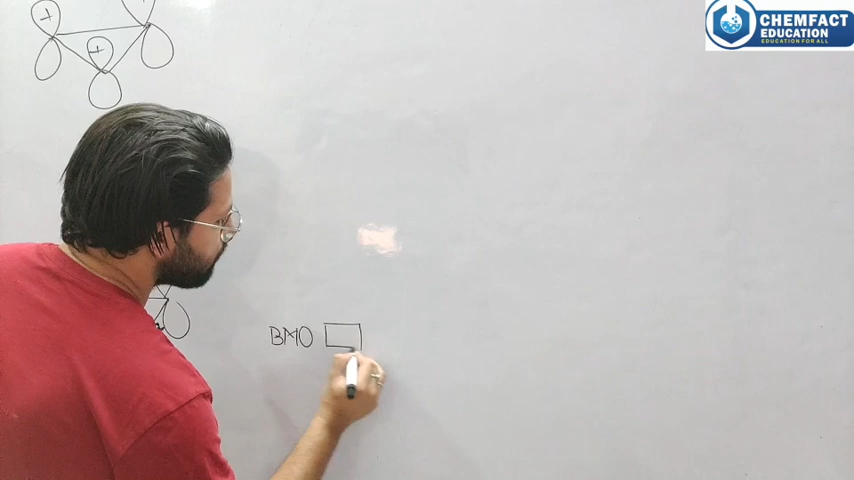 +
+
CHEMFACT
EDUCATION
EDUCATION FOR ALL
BMO